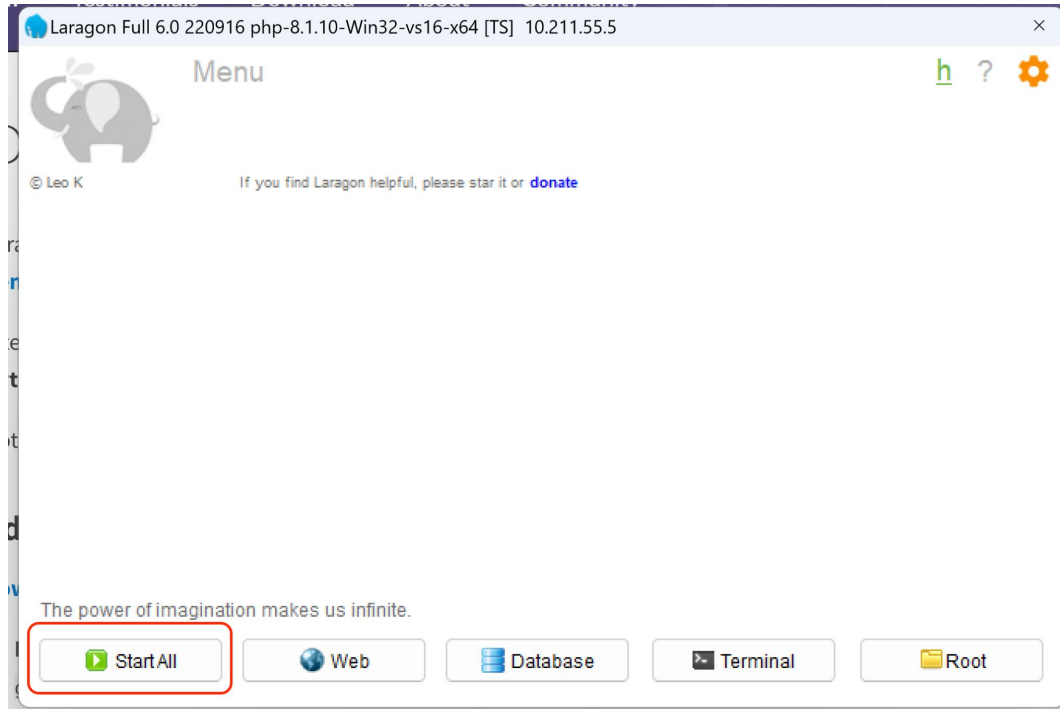 Laragon Full 6.0 220916 php-8.1.10-Win32-vs16-x64 [TS] 10.211.55.5
Menu
h ?
© Leo K
If you find Laragon helpful, please star it or donate
The power of imagination makes us infinite.
Start All
Web
Database
Terminal
Root